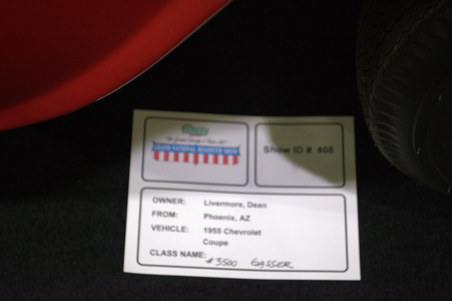 GRAND NATIONAL ROADSTER SHOW
Show ID # 408
OWNER: Livermore, Dean
FROM: Phoenix, AZ
VEHICLE: 1955 Chevrolet
Coupe
CLASS NAME: #3500 GASSER